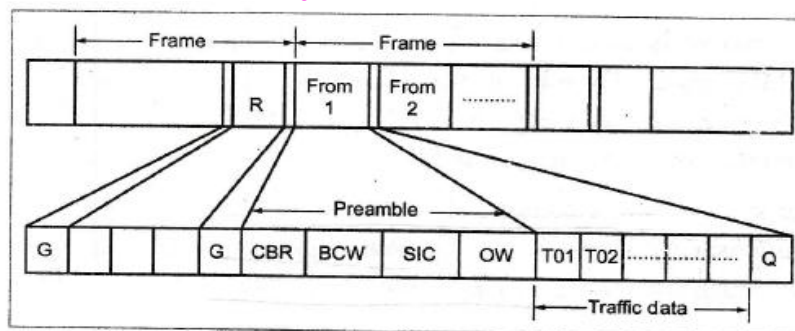 Frame Frame
R From 1 From 2 ............
Preamble
G G CBR BCW SIC OW T01 T02 .................. Q
Traffic data